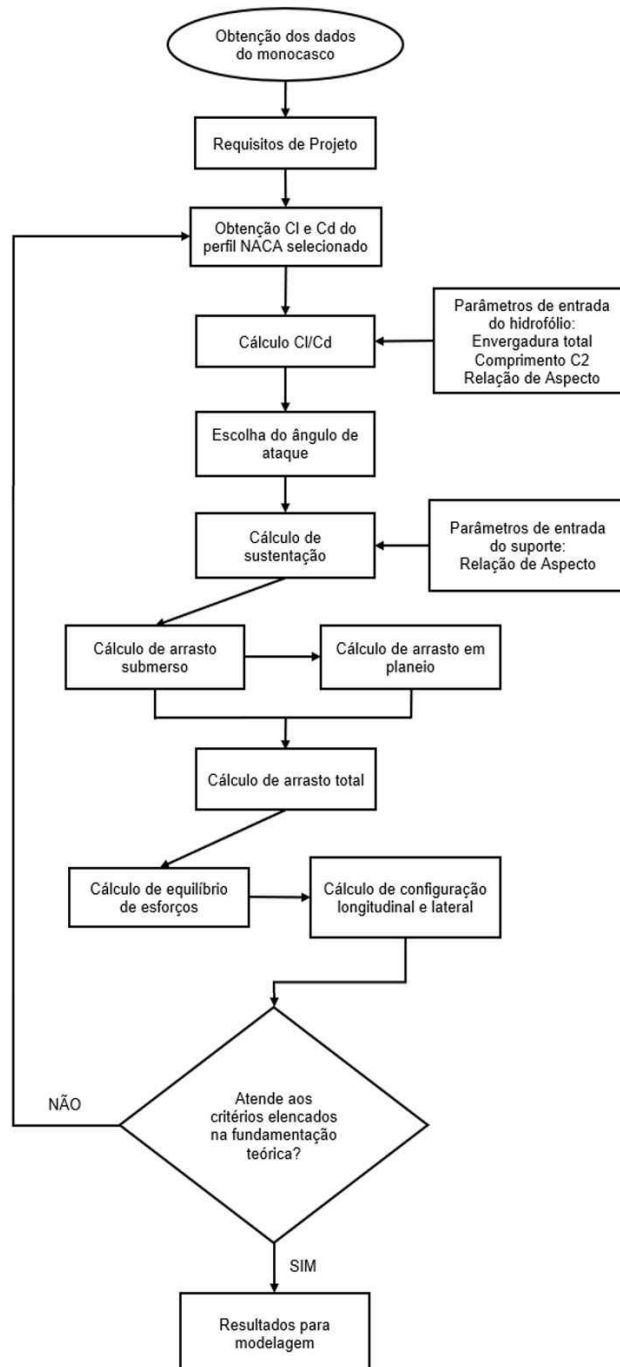 Obtenção dos dados
do monocasco
Requisitos de Projeto
Obtenção Cl e Cd do
perfil NACA selecionado
Parâmetros de entrada
do hidrofólio:
Envergadura total
Comprimento C2
Relação de Aspecto
Cálculo Cl/Cd
Escolha do ângulo de
ataque
Cálculo de
sustentação
Parâmetros de entrada
do suporte:
Relação de Aspecto
Cálculo de arrasto
submerso
Cálculo de arrasto em
planeio
Cálculo de arrasto total
Cálculo de equilíbrio
de esforços
Cálculo de configuração
longitudinal e lateral
Atende aos
critérios elencados
na fundamentação
teórica?
NÃO
SIM
Resultados para
modelagem